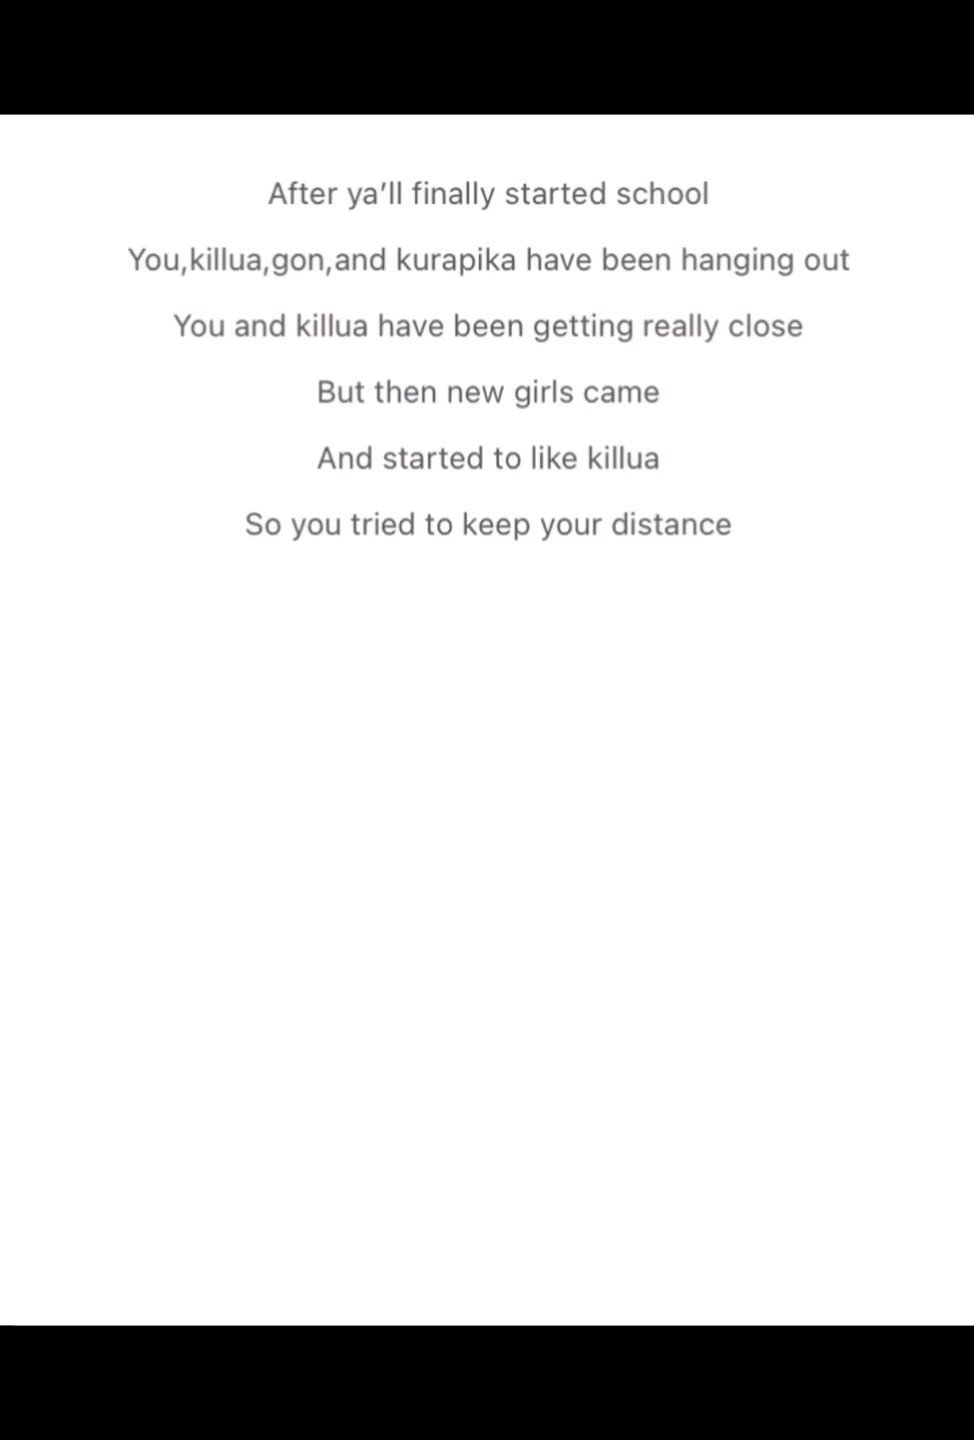 After ya’ll finally started school
You,killua,gon,and kurapika have been hanging out
You and killua have been getting really close
But then new girls came
And started to like killua
So you tried to keep your distance